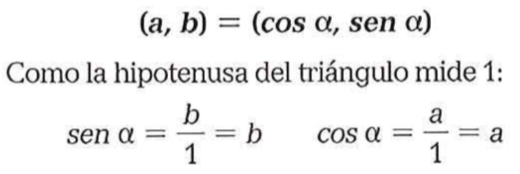 (a, b) = (cos α, sen α)
Como la hipotenusa del triángulo mide 1:
sen α = b/1 = b cos α = a/1 = a